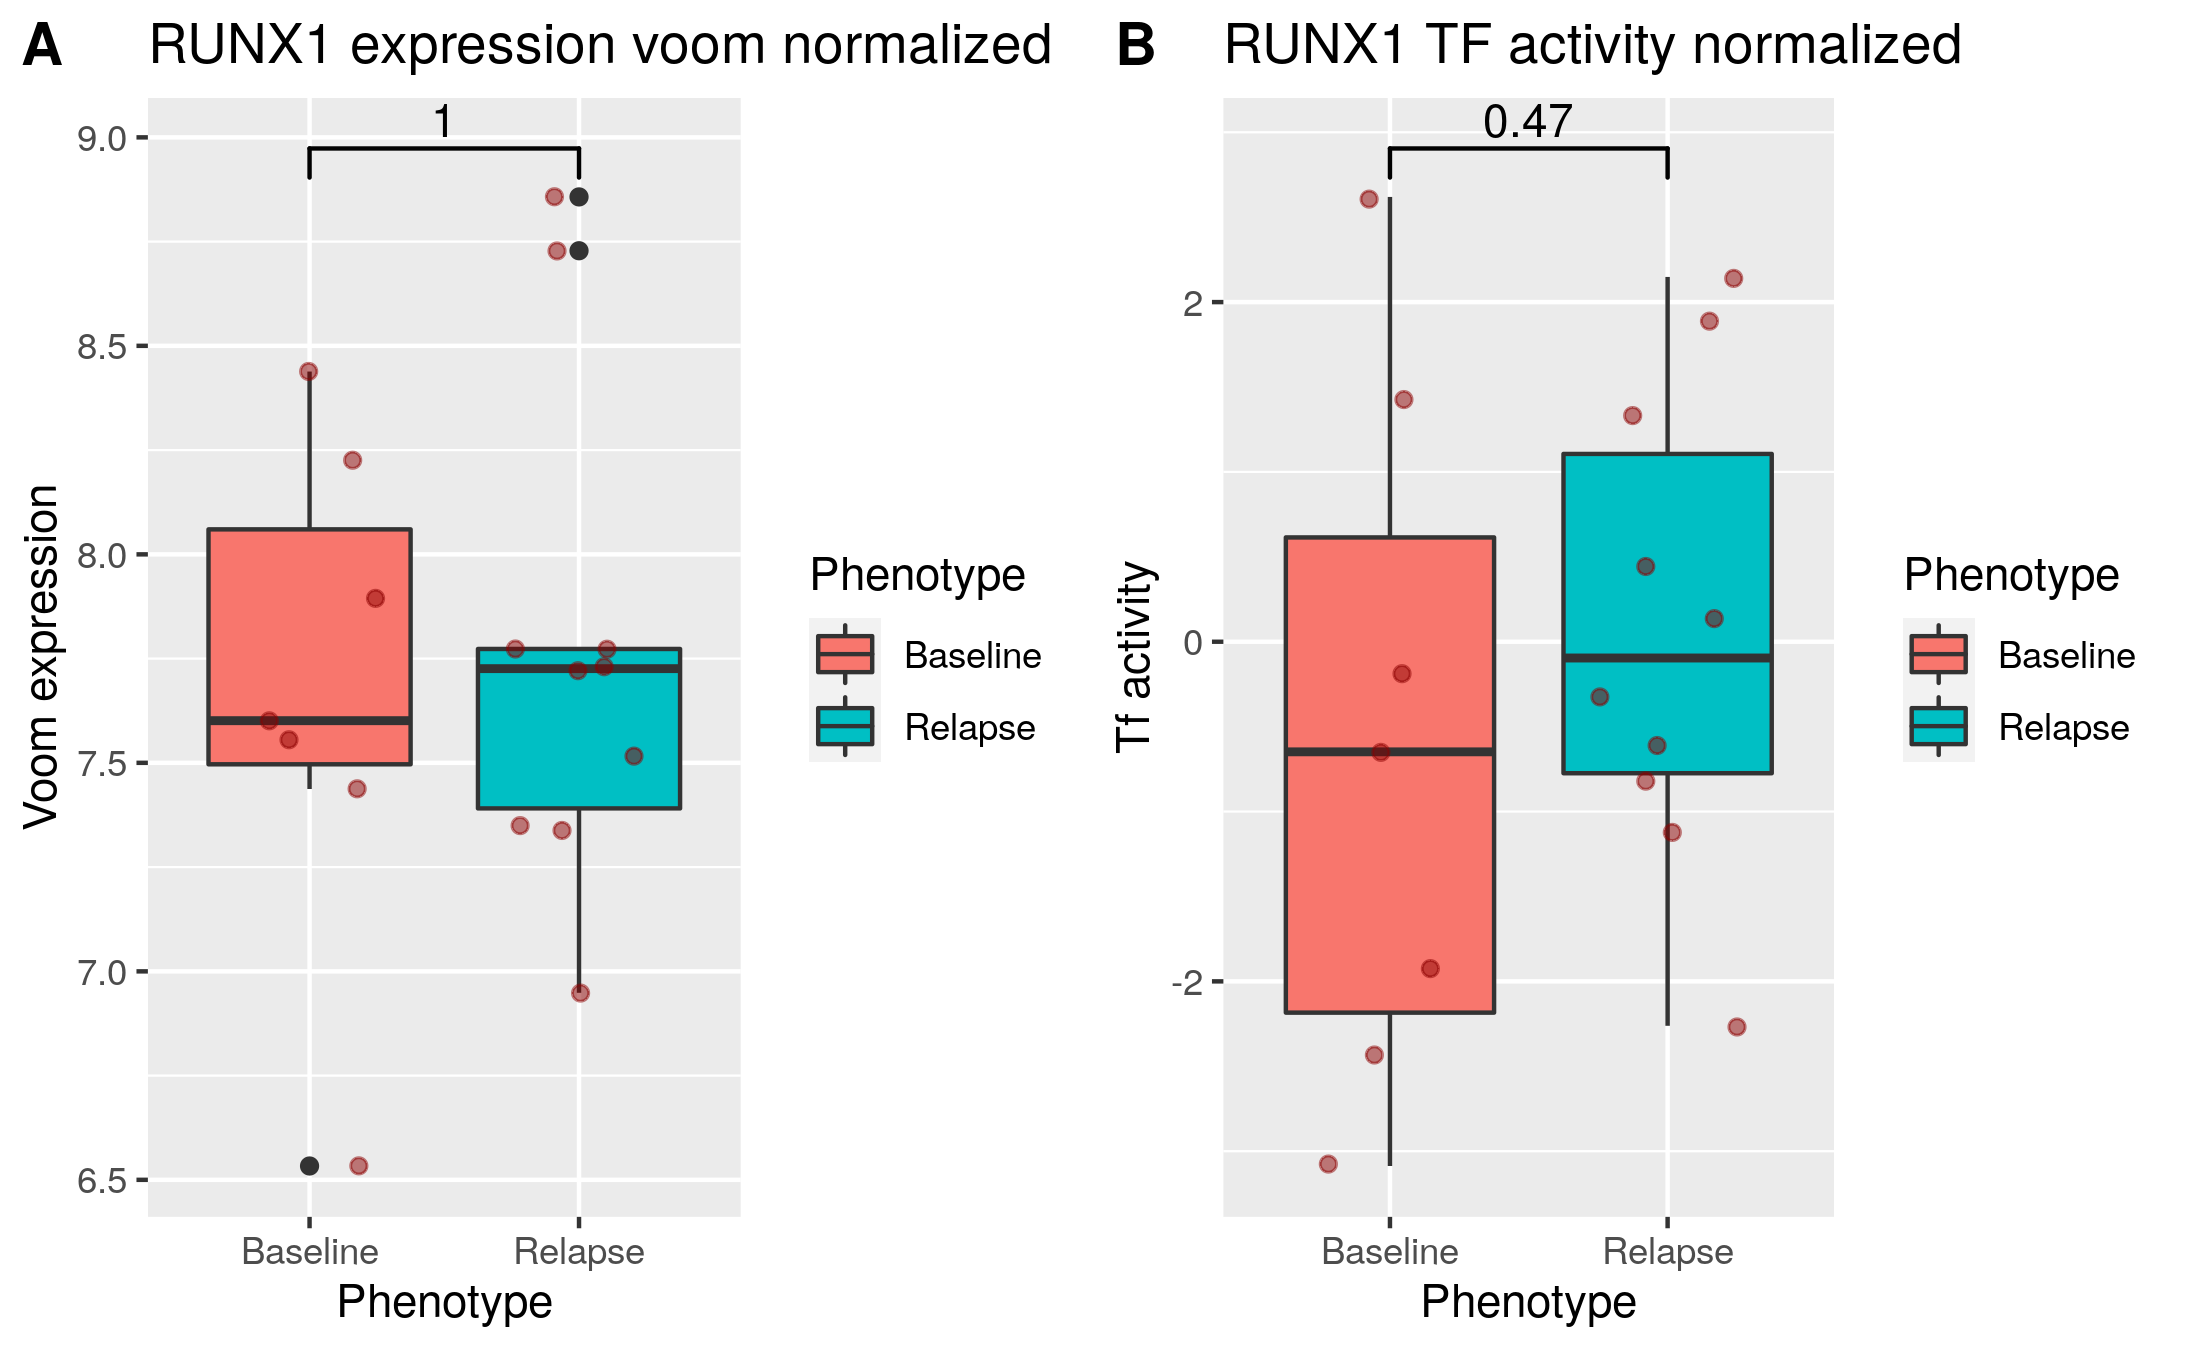 A RUNX1 expression voom normalized
1
9.0
8.5
8.0
7.5
7.0
6.5
Voom expression
Baseline Relapse
Phenotype
Phenotype
Baseline
Relapse
B RUNX1 TF activity normalized
0.47
2
0
-2
Tf activity
Baseline Relapse
Phenotype
Phenotype
Baseline
Relapse